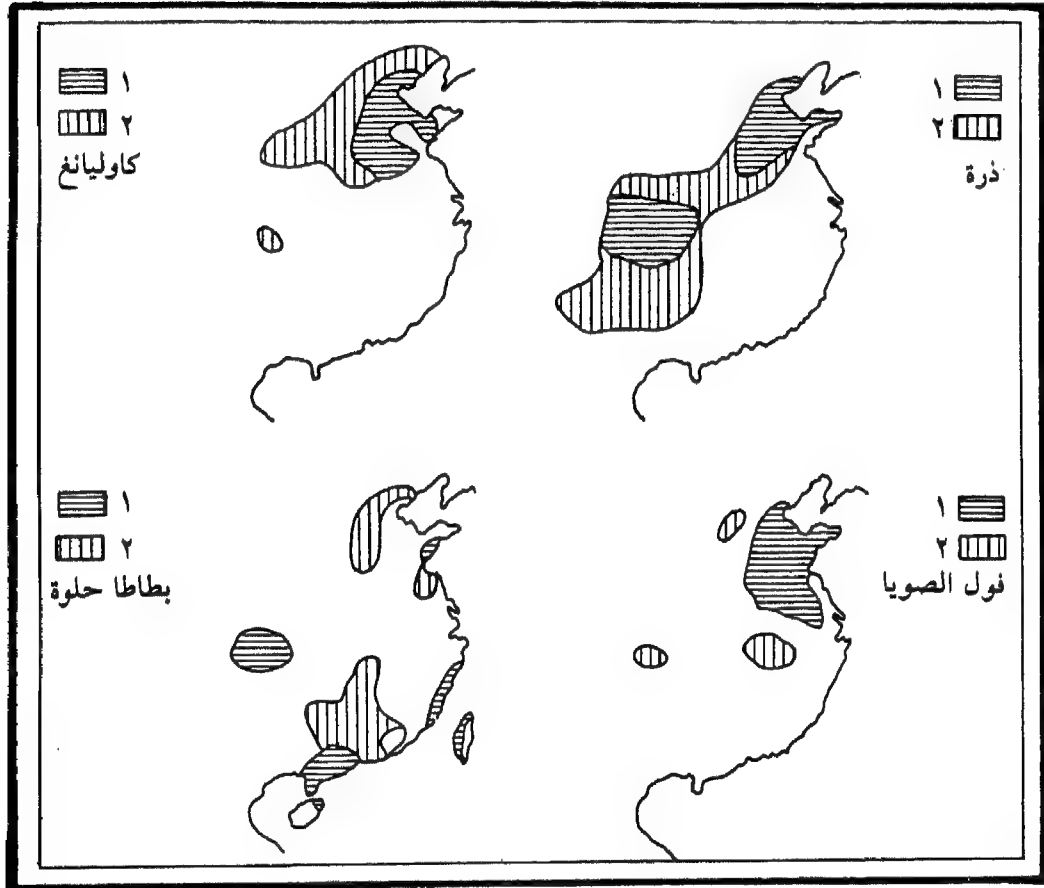 ١
٢
ذرة
١
٢
كاوليانغ
١
٢
فول الصويا
١
٢
بطاطا حلوة